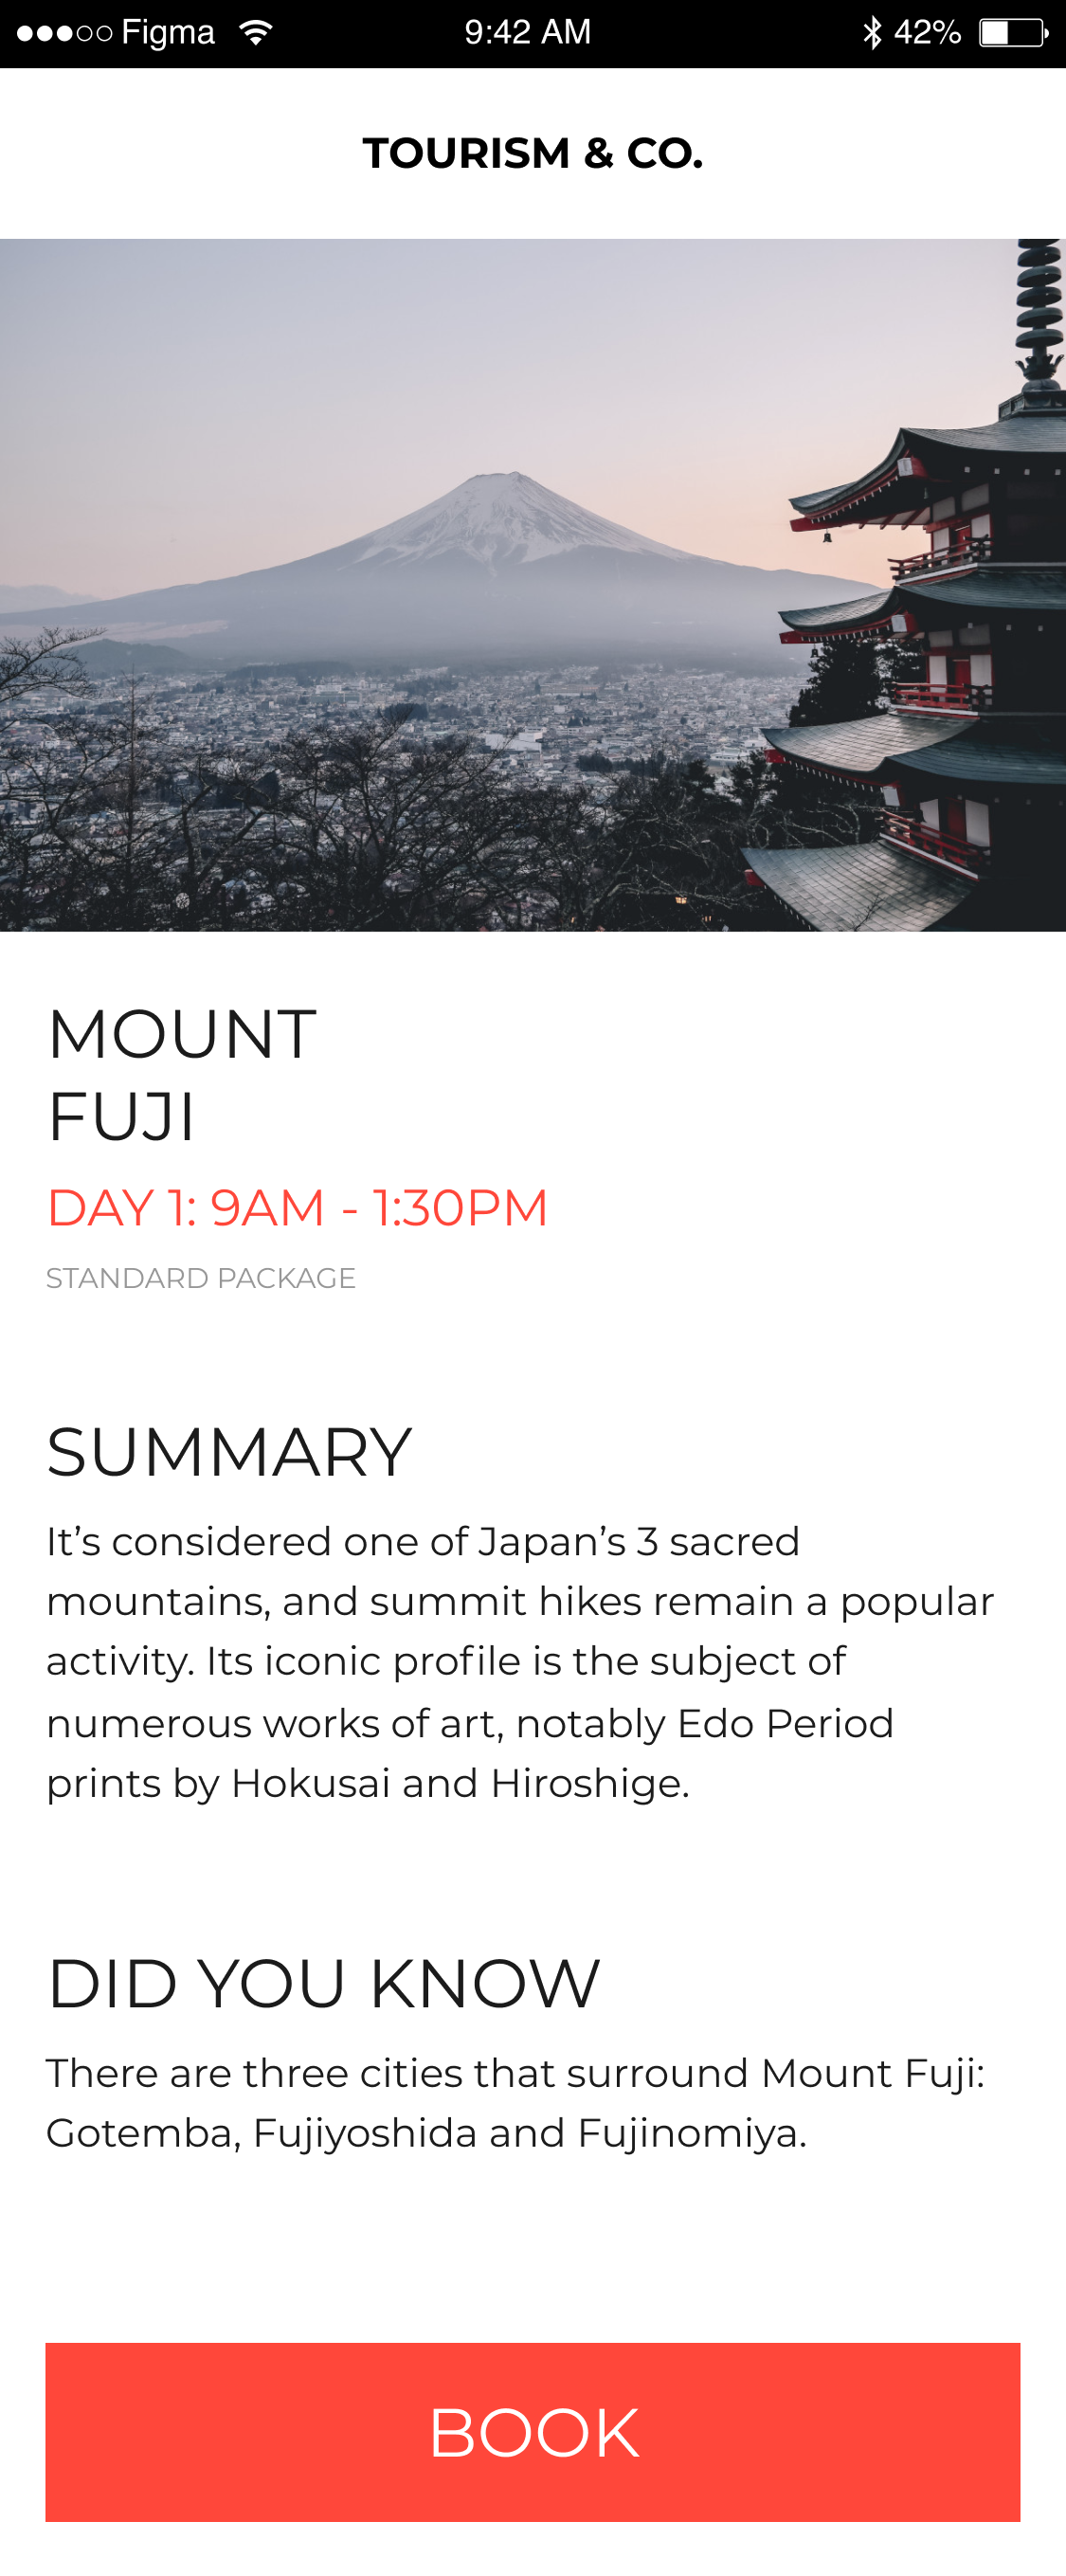 Figma 9:42 AM 42%
TOURISM & CO.
MOUNT
FUJI
DAY 1: 9AM - 1:30PM
STANDARD PACKAGE
SUMMARY
It’s considered one of Japan’s 3 sacred
mountains, and summit hikes remain a popular
activity. Its iconic profile is the subject of
numerous works of art, notably Edo Period
prints by Hokusai and Hiroshige.
DID YOU KNOW
There are three cities that surround Mount Fuji:
Gotemba, Fujiyoshida and Fujinomiya.
BOOK